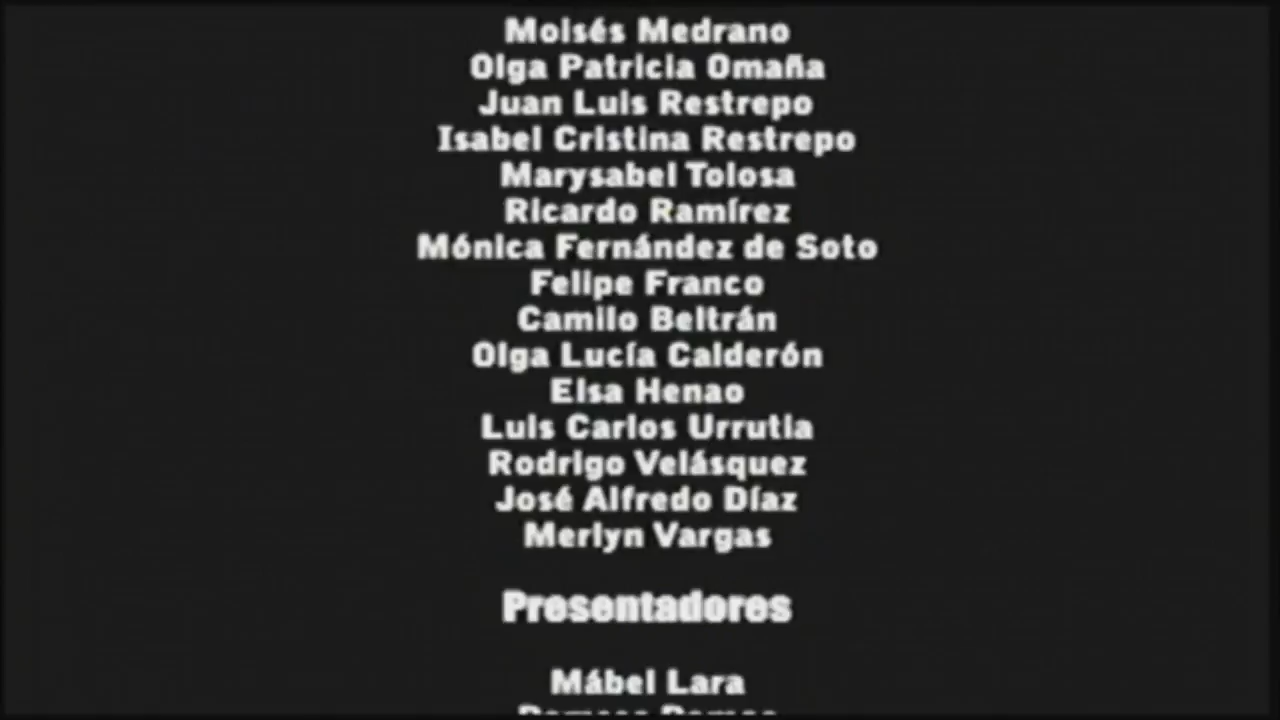 Moisés Medrano
Olga Patricia Omaña
Juan Luis Restrepo
Isabel Cristina Restrepo
Marysabel Tolosa
Ricardo Ramírez
Mónica Fernández de Soto
Felipe Franco
Camilo Beltrán
Olga Lucía Calderón
Elsa Henao
Luis Carlos Urrutia
Rodrigo Velásquez
José Alfredo Díaz
Merlyn Vargas
Presentadores
Mábel Lara